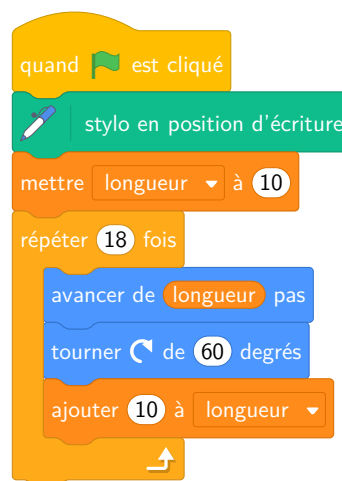 quand est cliqué
stylo en position d'écriture
mettre longueur à 10
répéter 18 fois
avancer de longueur pas
tourner de 60 degrés
ajouter 10 à longueur